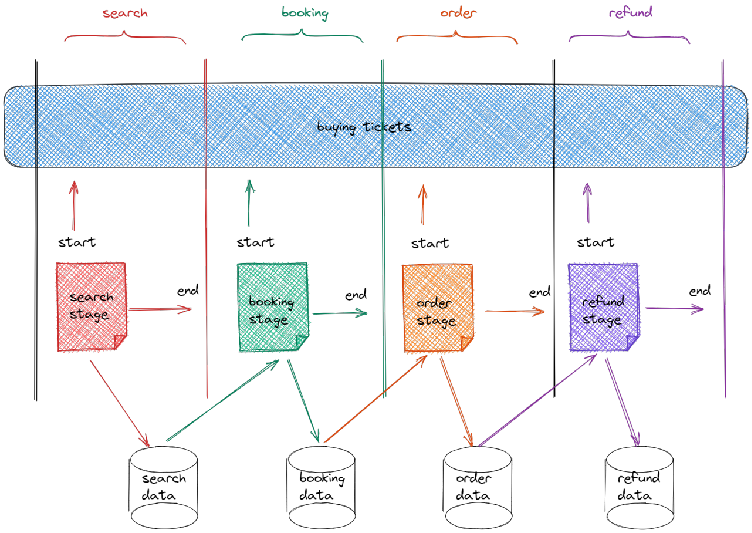 search
booking
order
refund
buying tickets
start
start
start
start
search
stage
end
booking
stage
end
order
stage
end
refund
stage
end
search
data
booking
data
order
data
refund
data